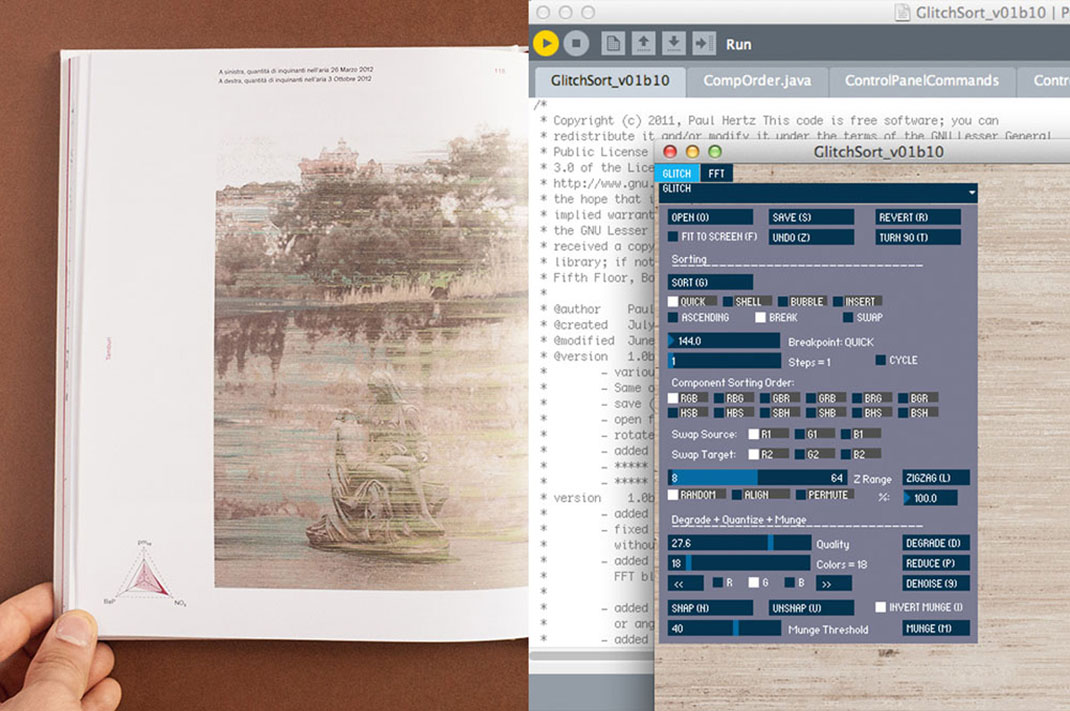 A sinistra, quantità di inquinanti nell'aria 26 Marzo 2012
A destra, quantità di inquinanti nell'aria 3 Ottobre 2012
Tamburi
BaP
NO₂
GlitchSort_v01b10 | P
Run
GlitchSort_v01b10
CompOrder.java
ControlPanelCommands
Contr
/*
* Copyright (c) 2011, Paul Hertz This code is free software; you can
* redistribute it and/or modify it under the terms of the GNU Lesser General
* Public License
* 3.0 of the Lice
* http://www.gnu.
* the hope that i
* implied warrant
* the GNU Lesser
* received a copy
* library; if not
* Fifth Floor, Bo
*
* @author Pau
* @created July
* @modified June
* @version 1.0b
* - variou
* - Same o
* - save (
* - open f
* - rotate
* - added
* - *****
* - *****
* version 1.0b
* - added
* - fixed
* withou
* - added
* FFT bl
*
* - added
* or ang
* - added
GlitchSort_v01b10
GLITCH FFT
GLITCH
OPEN (O) SAVE (S) REVERT (R)
FIT TO SCREEN (F) UNDO (Z) TURN 90 (T)
Sorting
SORT (G)
QUICK SHELL BUBBLE INSERT
ASCENDING BREAK SWAP
144.0 Breakpoint: QUICK
1 Steps = 1 CYCLE
Component Sorting Order:
RGB RBG GBR GRB BRG BGR
HSB HBS SBH SHB BHS BSH
Swap Source: R1 G1 B1
Swap Target: R2 G2 B2
8 64 Z Range ZIGZAG (L)
RANDOM ALIGN PERMUTE %: 100.0
Degrade + Quantize + Munge
27.6 Quality DEGRADE (D)
18 Colors = 18 REDUCE (P)
<< R G B >> DENOISE (9)
SNAP (N) UNSNAP (U) INVERT MUNGE (I)
40 Munge Threshold MUNGE (M)